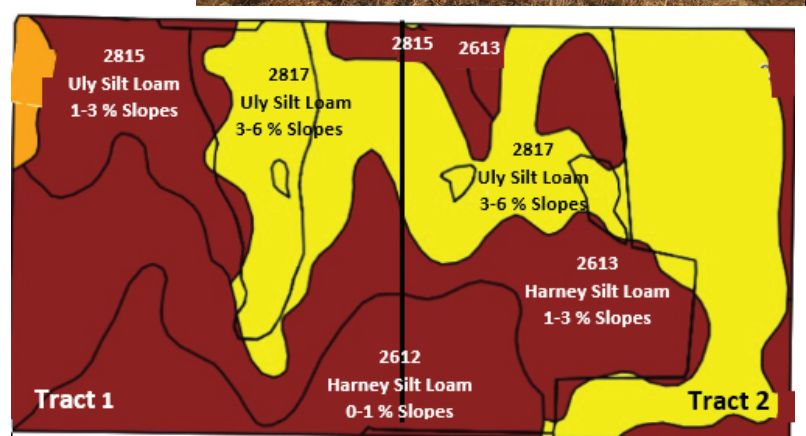 2815
Uly Silt Loam
1-3 % Slopes
2817
Uly Silt Loam
3-6 % Slopes
2815
2613
2817
Uly Silt Loam
3-6 % Slopes
2613
Harney Silt Loam
1-3 % Slopes
2612
Harney Silt Loam
0-1 % Slopes
Tract 1
Tract 2